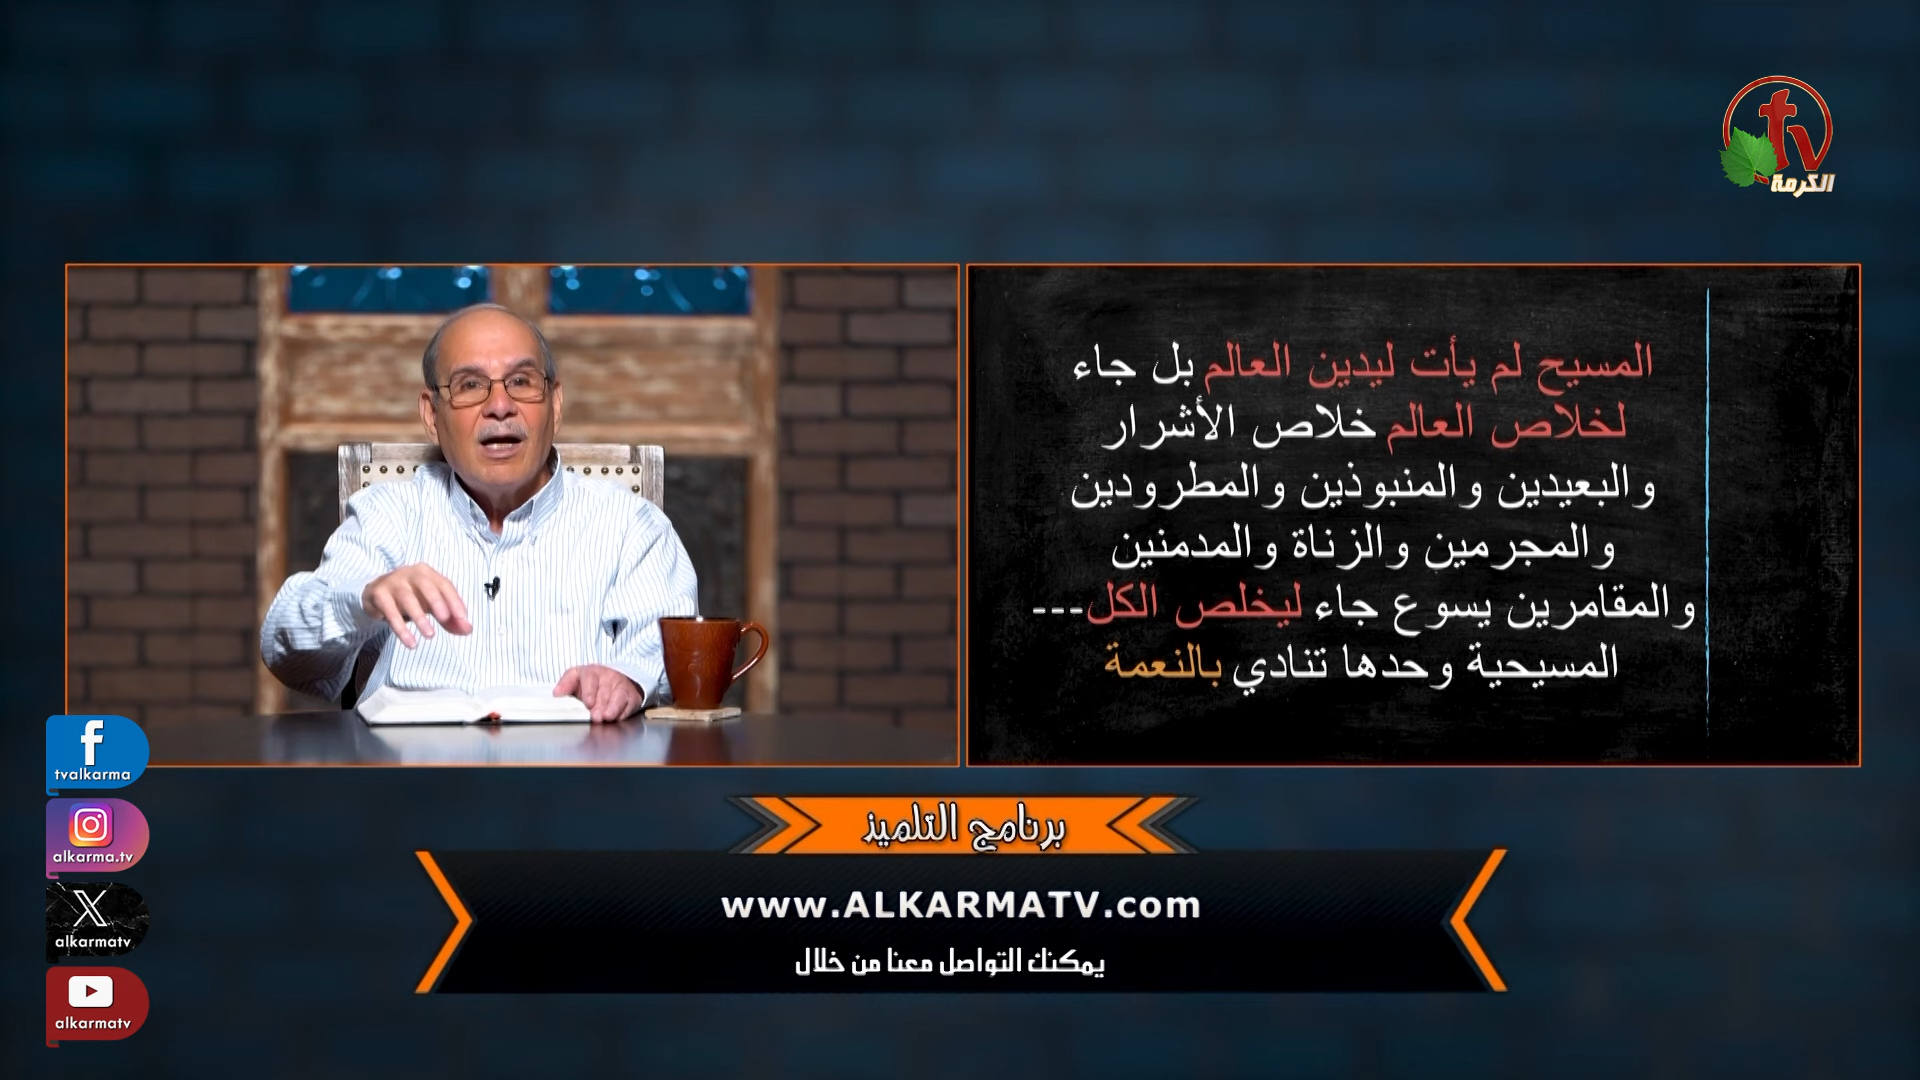 tv
الكرمة
المسيح لم يأت ليدين العالم بل جاء
لخلاص العالم خلاص الأشرار
والبعيدين والمنبوذين والمطرودين
والمجرمين والزناة والمدمنين
والمقامرين يسوع جاء ليخلص الكل---
المسيحية وحدها تنادي بالنعمة
tvalkarma
alkarma.tv
alkarmatv
alkarmatv
برنامج التلميذ
www.ALKARMATV.com
يمكنك التواصل معنا من خلال